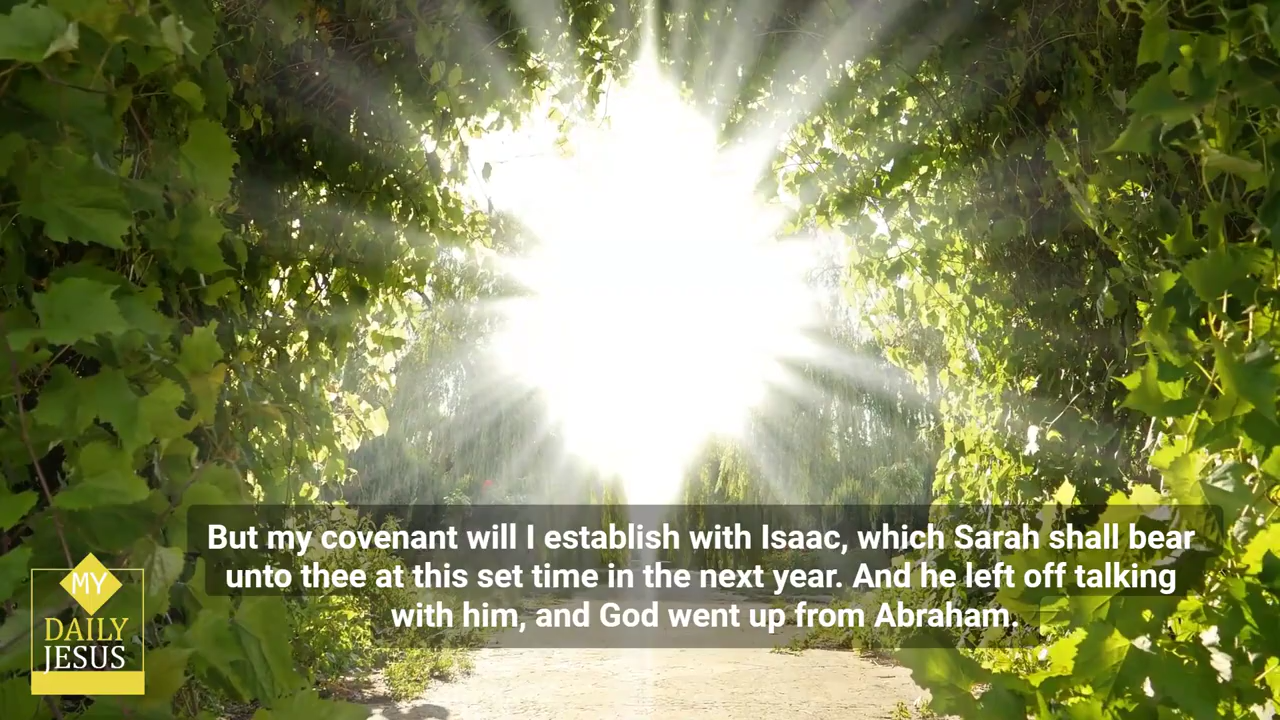 But my covenant will I establish with Isaac, which Sarah shall bear
unto thee at this set time in the next year. And he left off talking
with him, and God went up from Abraham.
MY
DAILY
JESUS